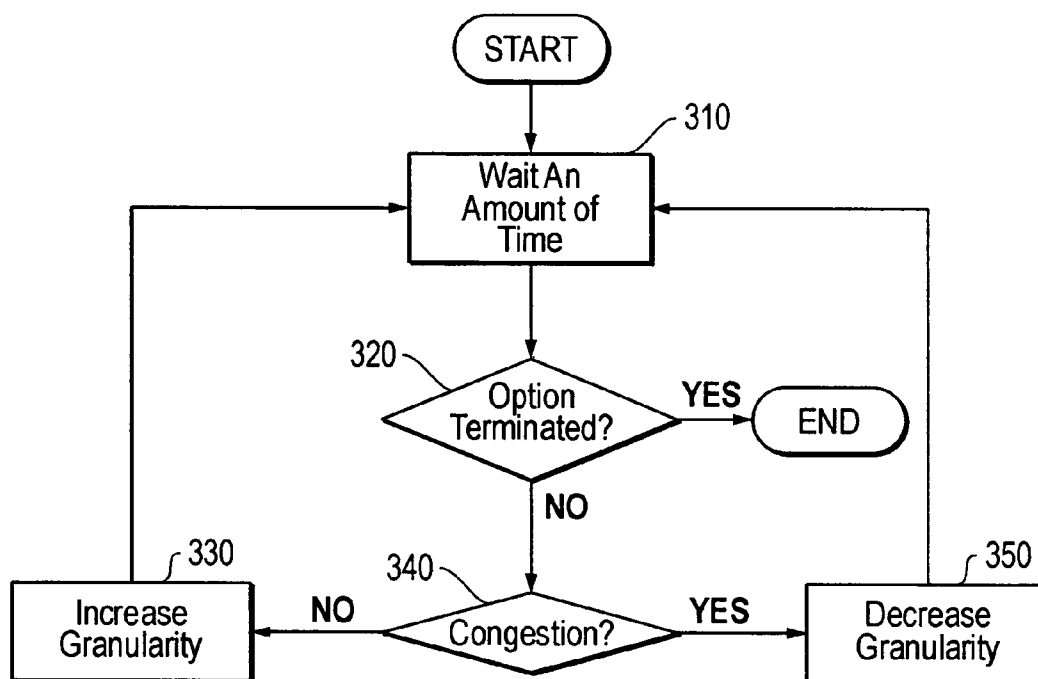 START
310
Wait An
Amount of
Time
320
Option
Terminated?
YES
END
NO
330
340
350
Increase
Granularity
NO
Congestion?
YES
Decrease
Granularity